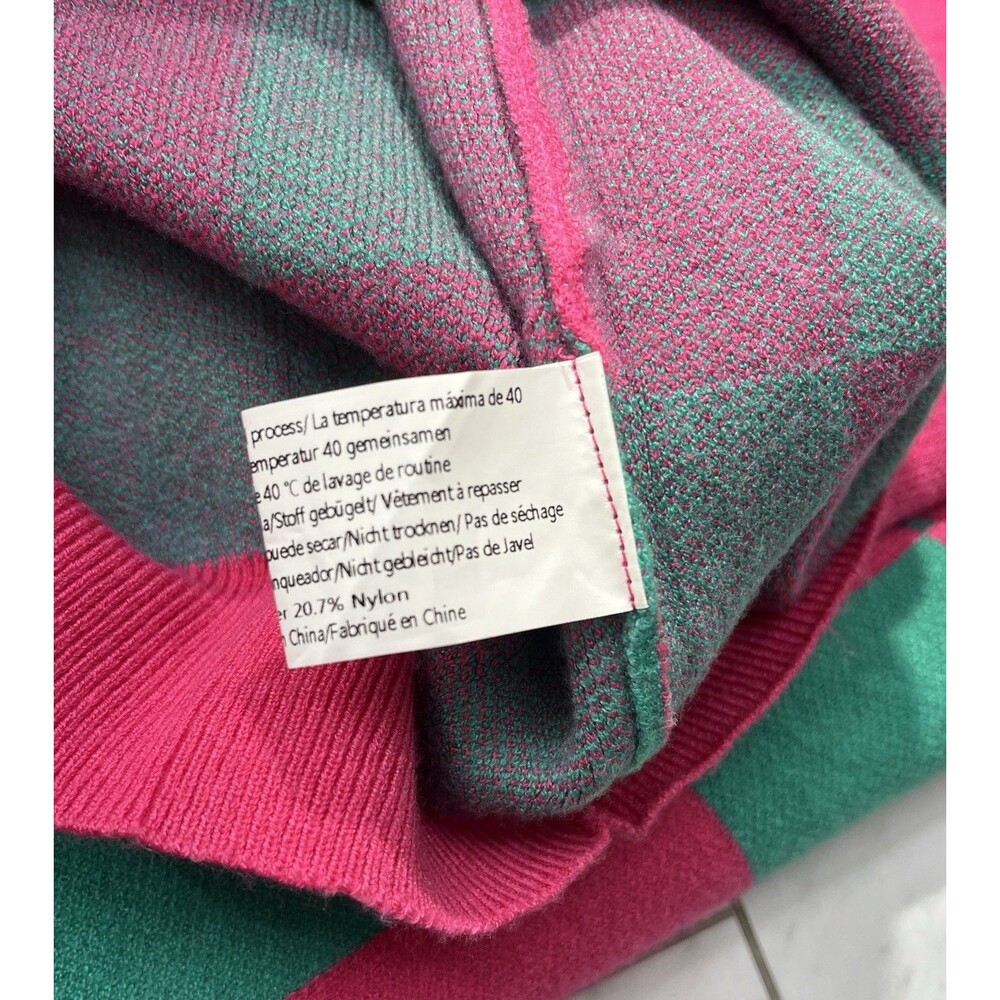 process/ La temperatura máxima de 40
emperatur 40 gemeinsamen
e 40 °C de lavage de routine
a/Stoff gebügelt/ Vêtement à repasser
puede secar/Nicht trocknen/ Pas de séchage
nqueador/Nicht gebleicht/Pas de Javel
er 20.7% Nylon
n China/Fabriqué en Chine